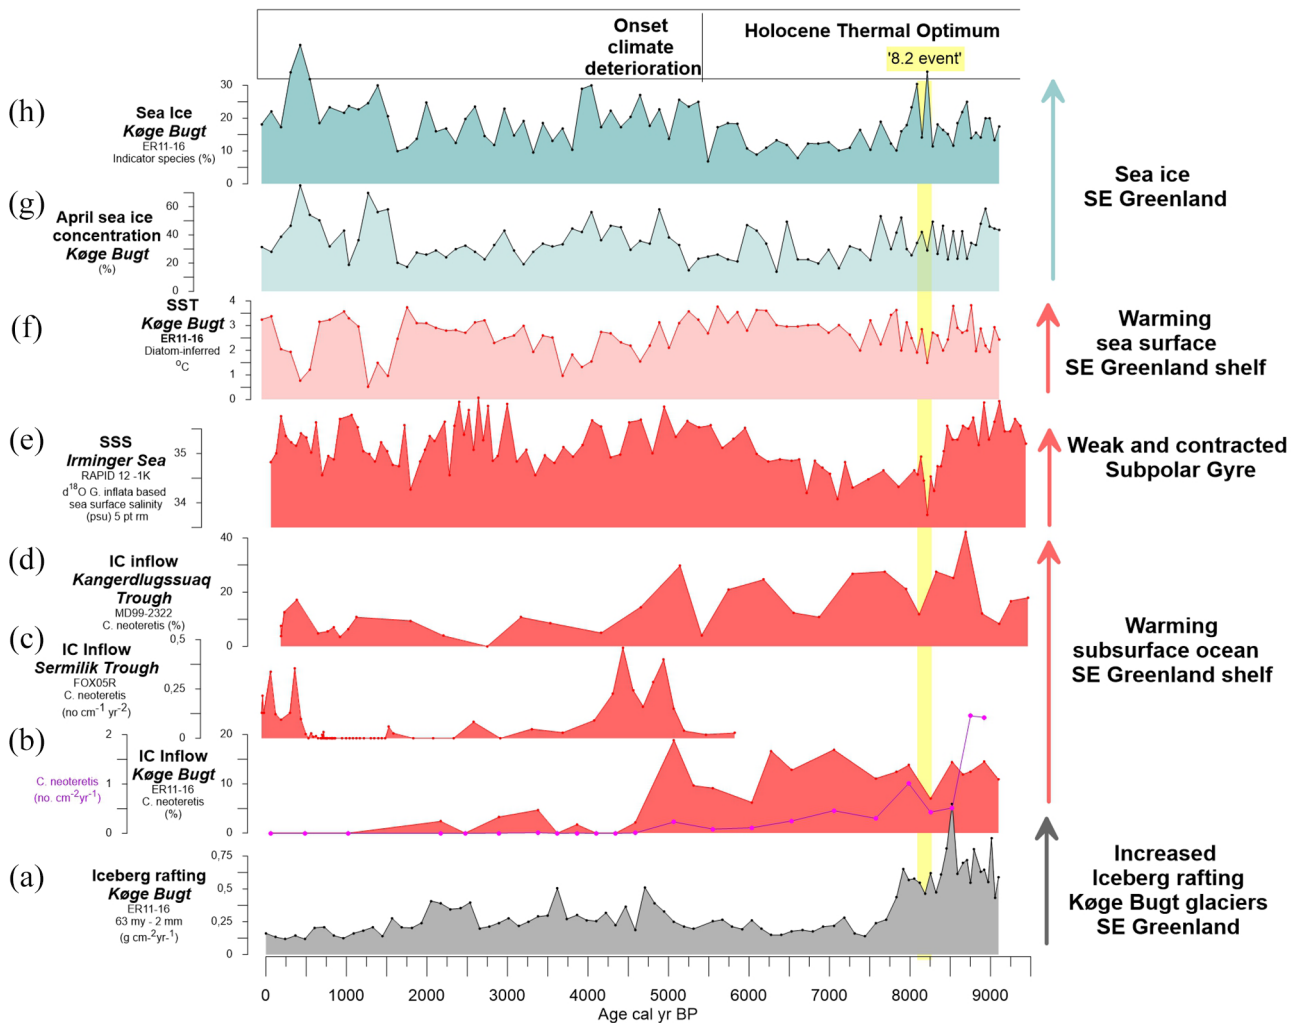 Onset
climate
deterioration
Holocene Thermal Optimum
'8.2 event'
(h)
Sea Ice
Køge Bugt
ER11-16
Indicator species (%)
30
20
10
0
Sea ice
SE Greenland
(g)
April sea ice
concentration
Køge Bugt
(%)
60
40
20
0
(f)
SST
Køge Bugt
ER11-16
Diatom-inferred
oC
4
3
2
1
0
Warming
sea surface
SE Greenland shelf
(e)
SSS
Irminger Sea
RAPID 12 -1K
d18O G. inflata based
sea surface salinity
(psu) 5 pt rm
35
34
Weak and contracted
Subpolar Gyre
(d)
IC inflow
Kangerdlugssuaq
Trough
MD99-2322
C. neoteretis (%)
40
20
0
(c)
IC Inflow
Sermilik Trough
FOX05R
C. neoteretis
(no cm-1 yr-2)
0,5
0,25
0
Warming
subsurface ocean
SE Greenland shelf
(b)
C. neoteretis
(no. cm-2yr-1)
2
1
0
IC Inflow
Køge Bugt
ER11-16
C. neoteretis
(%)
20
10
0
(a)
Iceberg rafting
Køge Bugt
ER11-16
63 my - 2 mm
(g cm-2yr-1)
0,75
0,5
0,25
0
Increased
Iceberg rafting
Køge Bugt glaciers
SE Greenland
0 1000 2000 3000 4000 5000 6000 7000 8000 9000
Age cal yr BP